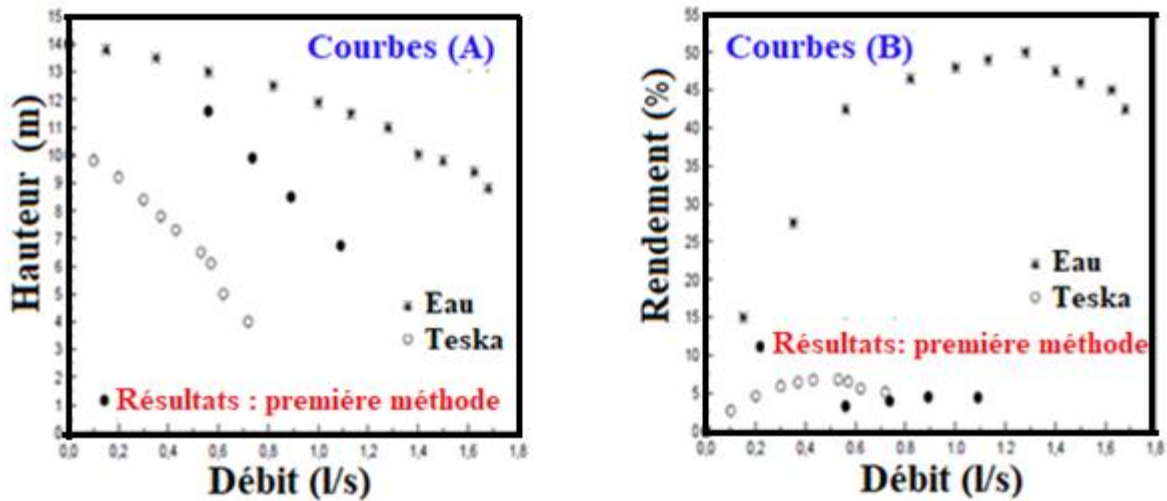 Courbes (A)
Hauteur (m)
15
14
13
12
11
10
9
8
7
6
5
4
3
2
1
0
Eau
Teska
Résultats : premiére méthode
0,0 0,2 0,4 0,6 0,8 1,0 1,2 1,4 1,6 1,8
Débit (l/s)
Courbes (B)
Rendement (%)
55
50
45
40
35
30
25
20
15
10
5
0
Eau
Teska
Résultats: premiére méthode
0,0 0,2 0,4 0,6 0,8 1,0 1,2 1,4 1,6 1,8
Débit (l/s)